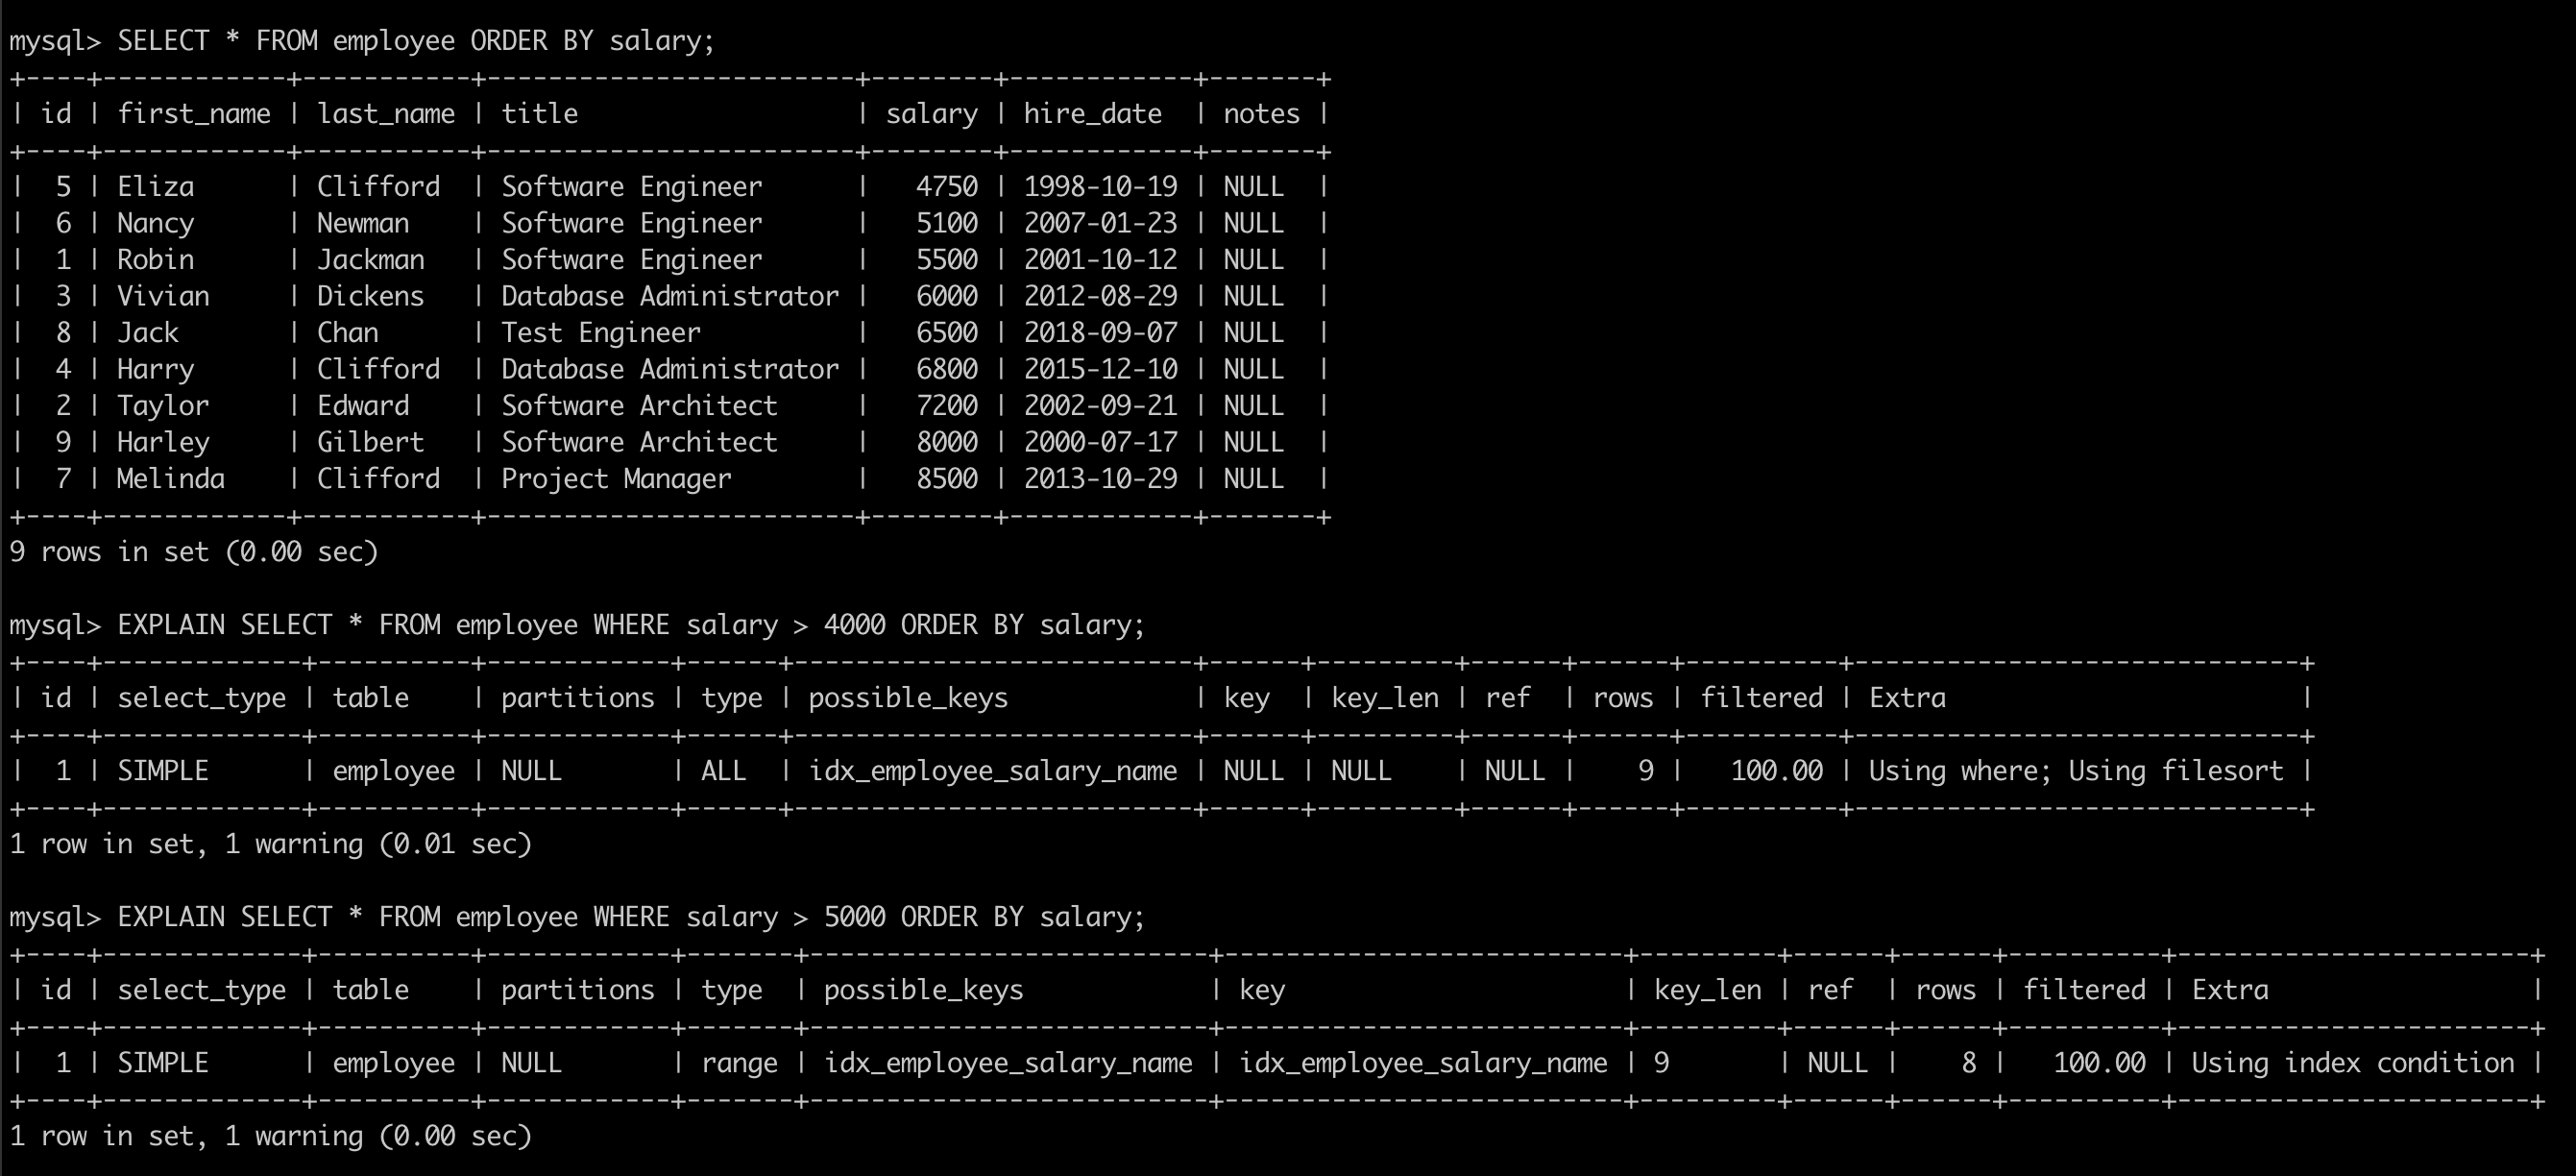 mysql> SELECT * FROM employee ORDER BY salary;
+----+------------+-----------+------------------------+--------+------------+-------+
| id | first_name | last_name | title                  | salary | hire_date  | notes |
+----+------------+-----------+------------------------+--------+------------+-------+
|  5 | Eliza      | Clifford  | Software Engineer      |   4750 | 1998-10-19 | NULL  |
|  6 | Nancy      | Newman    | Software Engineer      |   5100 | 2007-01-23 | NULL  |
|  1 | Robin      | Jackman   | Software Engineer      |   5500 | 2001-10-12 | NULL  |
|  3 | Vivian     | Dickens   | Database Administrator |   6000 | 2012-08-29 | NULL  |
|  8 | Jack       | Chan      | Test Engineer          |   6500 | 2018-09-07 | NULL  |
|  4 | Harry      | Clifford  | Database Administrator |   6800 | 2015-12-10 | NULL  |
|  2 | Taylor     | Edward    | Software Architect     |   7200 | 2002-09-21 | NULL  |
|  9 | Harley     | Gilbert   | Software Architect     |   8000 | 2000-07-17 | NULL  |
|  7 | Melinda    | Clifford  | Project Manager        |   8500 | 2013-10-29 | NULL  |
+----+------------+-----------+------------------------+--------+------------+-------+
9 rows in set (0.00 sec)

mysql> EXPLAIN SELECT * FROM employee WHERE salary > 4000 ORDER BY salary;
+----+-------------+----------+------------+------+--------------------------+------+---------+------+------+----------+-----------------------------+
| id | select_type | table    | partitions | type | possible_keys            | key  | key_len | ref  | rows | filtered | Extra                       |
+----+-------------+----------+------------+------+--------------------------+------+---------+------+------+----------+-----------------------------+
|  1 | SIMPLE      | employee | NULL       | ALL  | idx_employee_salary_name | NULL | NULL    | NULL |    9 |   100.00 | Using where; Using filesort |
+----+-------------+----------+------------+------+--------------------------+------+---------+------+------+----------+-----------------------------+
1 row in set, 1 warning (0.01 sec)

mysql> EXPLAIN SELECT * FROM employee WHERE salary > 5000 ORDER BY salary;
+----+-------------+----------+------------+-------+--------------------------+--------------------------+---------+------+------+----------+-----------------------+
| id | select_type | table    | partitions | type  | possible_keys            | key                      | key_len | ref  | rows | filtered | Extra                 |
+----+-------------+----------+------------+-------+--------------------------+--------------------------+---------+------+------+----------+-----------------------+
|  1 | SIMPLE      | employee | NULL       | range | idx_employee_salary_name | idx_employee_salary_name | 9       | NULL |    8 |   100.00 | Using index condition |
+----+-------------+----------+------------+-------+--------------------------+--------------------------+---------+------+------+----------+-----------------------+
1 row in set, 1 warning (0.00 sec)